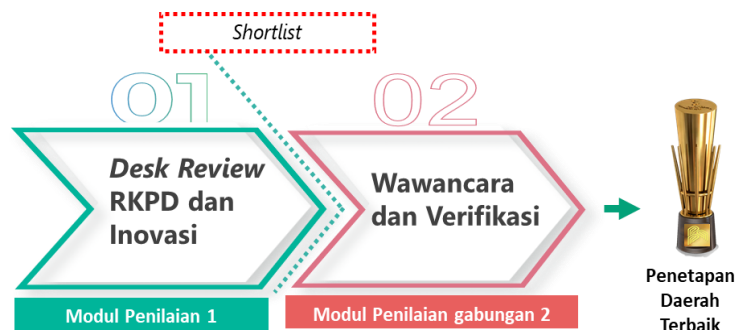 Shortlist
01
02
Desk Review
RKPD dan
Inovasi
Wawancara
dan Verifikasi
Modul Penilaian 1
Modul Penilaian gabungan 2
Penetapan
Daerah
Terbaik